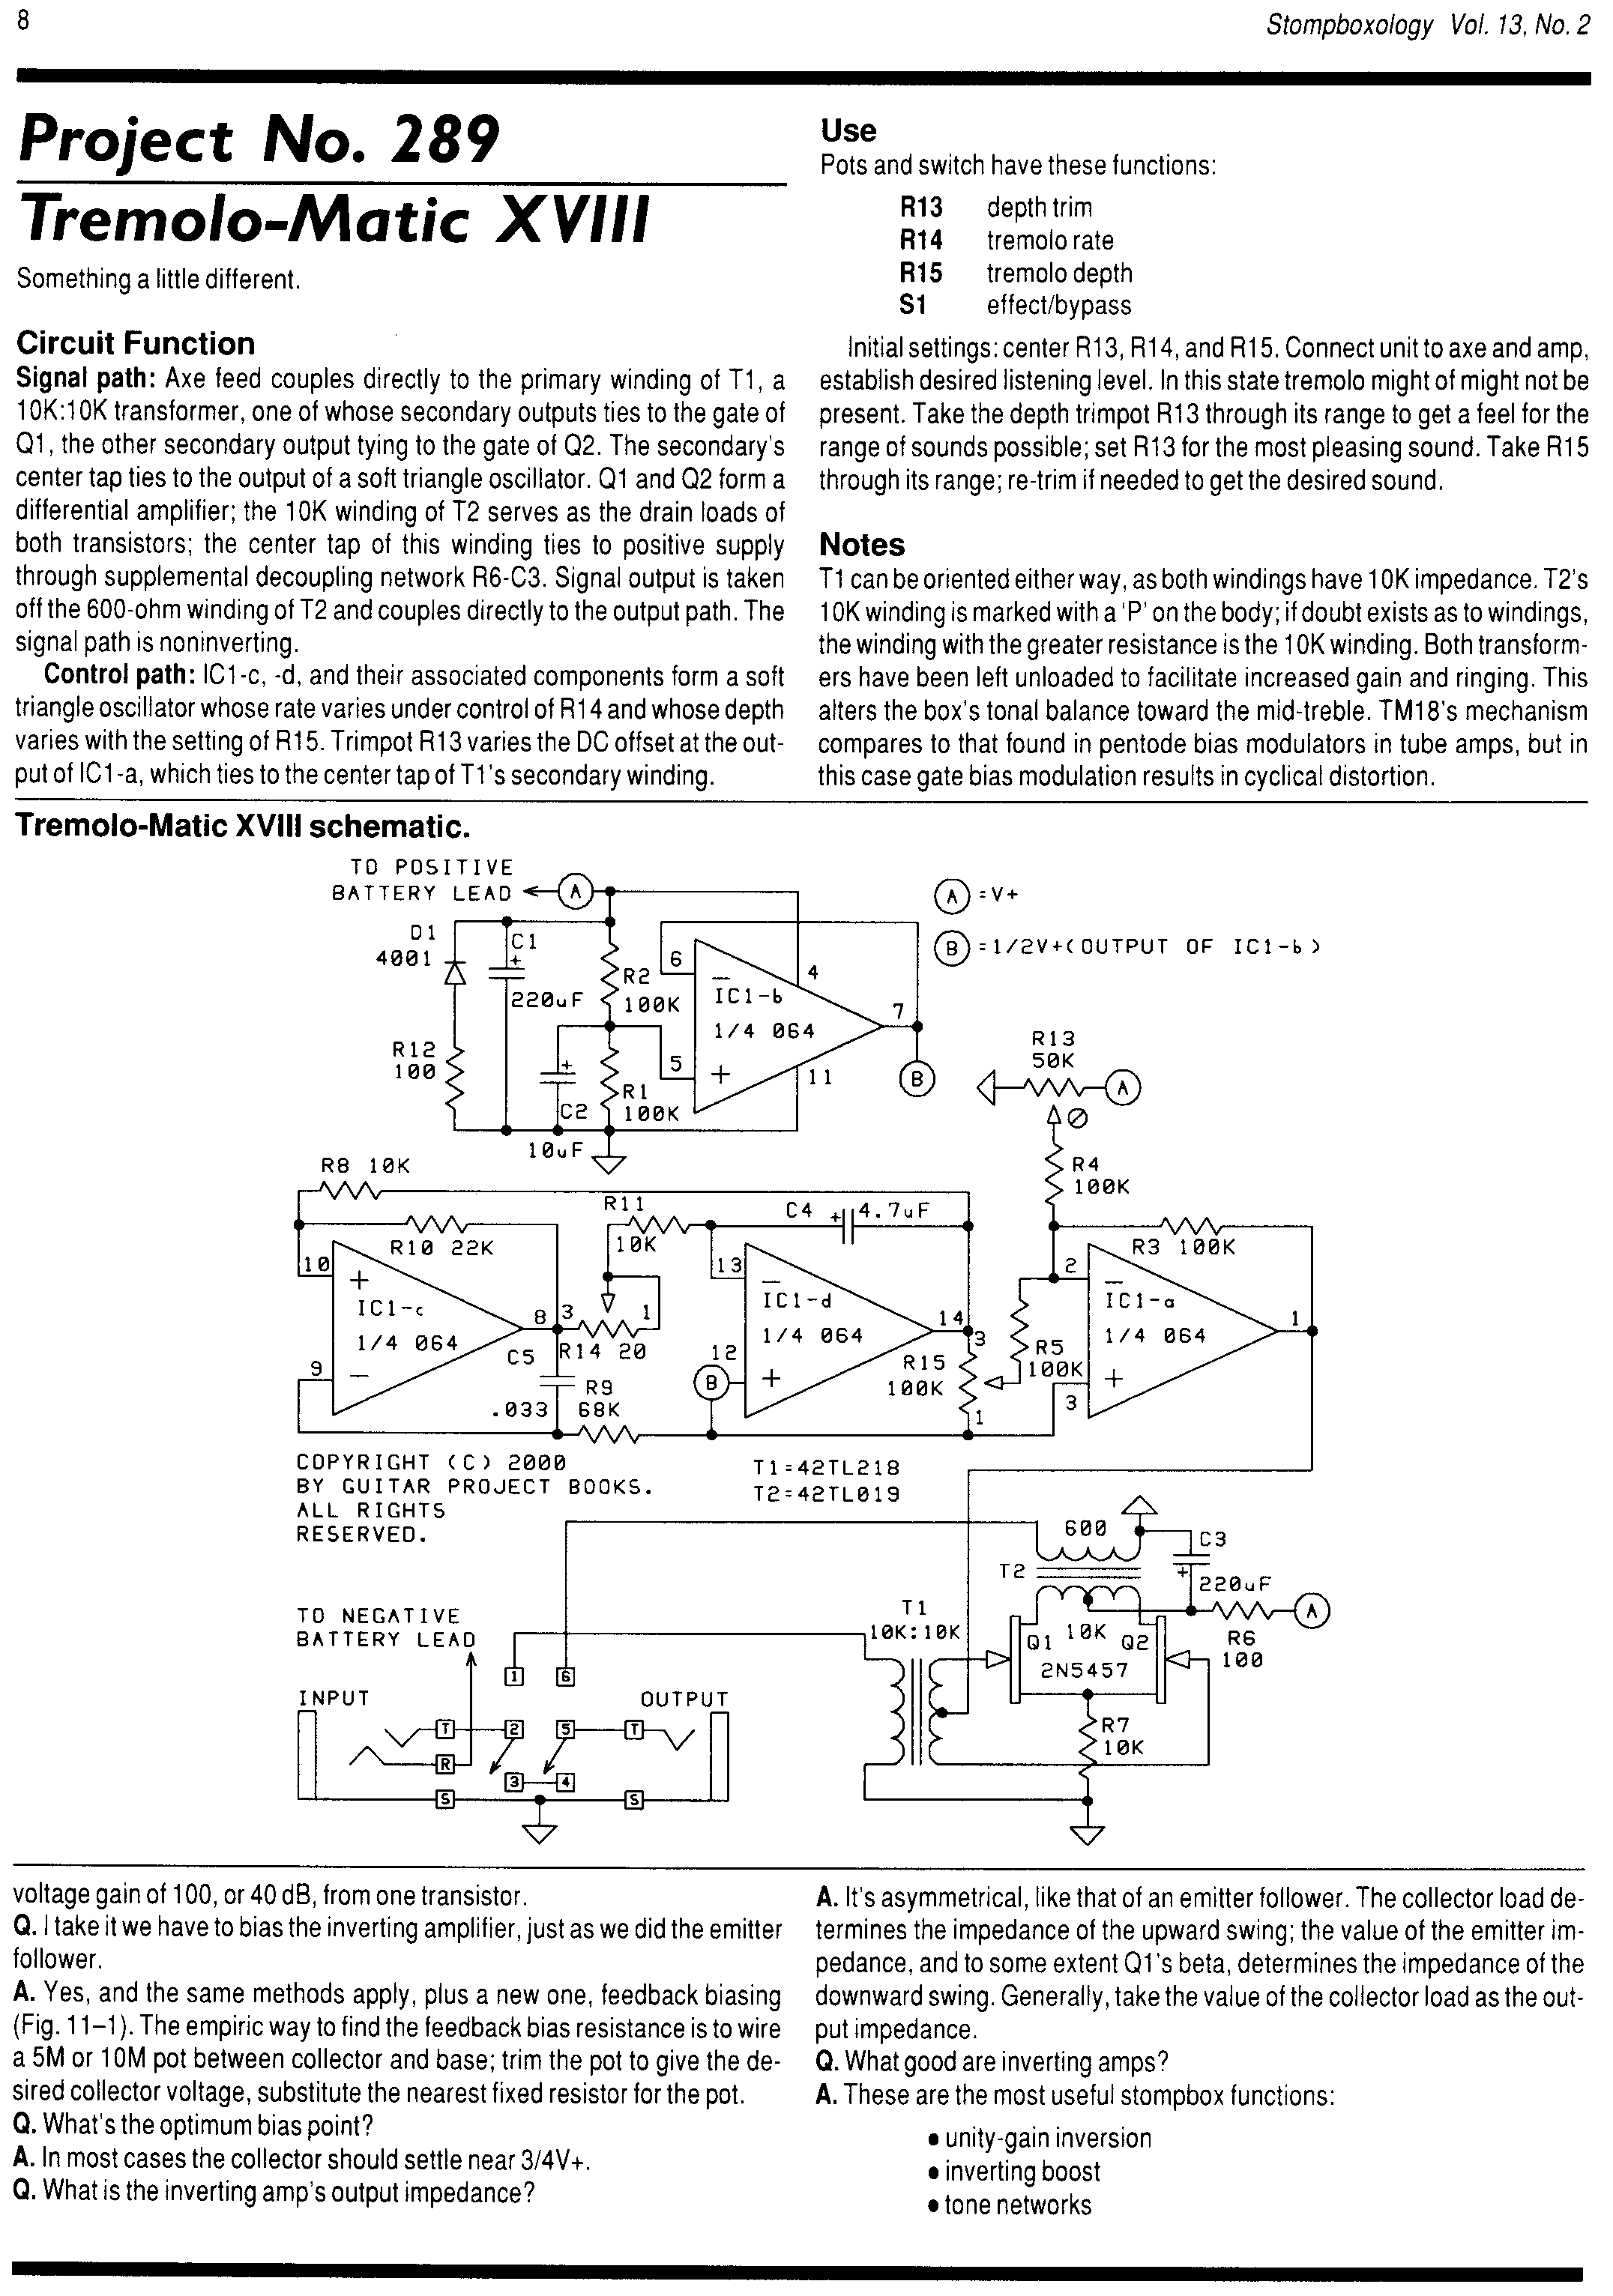 8
Stompboxology Vol. 13, No. 2
Project No. 289
Tremolo-Matic XVIII
Something a little different.
Circuit Function
Signal path: Axe feed couples directly to the primary winding of T1, a
10K:10K transformer, one of whose secondary outputs ties to the gate of
Q1, the other secondary output tying to the gate of Q2. The secondary's
center tap ties to the output of a soft triangle oscillator. Q1 and Q2 form a
differential amplifier; the 10K winding of T2 serves as the drain loads of
both transistors; the center tap of this winding ties to positive supply
through supplemental decoupling network R6-C3. Signal output is taken
off the 600-ohm winding of T2 and couples directly to the output path. The
signal path is noninverting.
Control path: IC1-c, -d, and their associated components form a soft
triangle oscillator whose rate varies under control of R14 and whose depth
varies with the setting of R15. Trimpot R13 varies the DC offset at the out-
put of IC1-a, which ties to the center tap of T1's secondary winding.
Use
Pots and switch have these functions:
R13 depth trim
R14 tremolo rate
R15 tremolo depth
S1 effect/bypass
Initial settings: center R13, R14, and R15. Connect unit to axe and amp,
establish desired listening level. In this state tremolo might of might not be
present. Take the depth trimpot R13 through its range to get a feel for the
range of sounds possible; set R13 for the most pleasing sound. Take R15
through its range; re-trim if needed to get the desired sound.
Notes
T1 can be oriented either way, as both windings have 10K impedance. T2's
10K winding is marked with a 'P' on the body; if doubt exists as to windings,
the winding with the greater resistance is the 10K winding. Both transform-
ers have been left unloaded to facilitate increased gain and ringing. This
alters the box's tonal balance toward the mid-treble. TM18's mechanism
compares to that found in pentode bias modulators in tube amps, but in
this case gate bias modulation results in cyclical distortion.
Tremolo-Matic XVIII schematic.
TO POSITIVE
BATTERY LEAD
A
A =V+
B =1/2V+(OUTPUT OF IC1-b)
D1
4001
C1
+
220uF
R2
100K
6
−
IC1-b
1/4 064
4
7
R12
100
+
C2
10uF
R1
100K
5
+
11
B
R13
50K
A
Ø
R4
100K
R8 10K
R10 22K
R11
10K
C4
+
4.7uF
R3 100K
10
+
IC1-c
1/4 064
8
9
−
3
1
R14 20
C5
.033
R9
68K
13
−
IC1-d
1/4 064
14
12
B
+
3
R15
100K
1
R5
100K
2
−
IC1-a
1/4 064
1
+
3
COPYRIGHT (C) 2000
BY GUITAR PROJECT BOOKS.
ALL RIGHTS
RESERVED.
T1=42TL218
T2=42TL019
600
T2
C3
+
220uF
A
R6
100
T1
10K:10K
Q1
10K
Q2
2N5457
R7
10K
TO NEGATIVE
BATTERY LEAD
INPUT
OUTPUT
1
6
T
2
5
T
R
3
4
S
S
voltage gain of 100, or 40 dB, from one transistor.
Q. I take it we have to bias the inverting amplifier, just as we did the emitter
follower.
A. Yes, and the same methods apply, plus a new one, feedback biasing
(Fig. 11–1). The empiric way to find the feedback bias resistance is to wire
a 5M or 10M pot between collector and base; trim the pot to give the de-
sired collector voltage, substitute the nearest fixed resistor for the pot.
Q. What's the optimum bias point?
A. In most cases the collector should settle near 3/4V+.
Q. What is the inverting amp's output impedance?
A. It's asymmetrical, like that of an emitter follower. The collector load de-
termines the impedance of the upward swing; the value of the emitter im-
pedance, and to some extent Q1's beta, determines the impedance of the
downward swing. Generally, take the value of the collector load as the out-
put impedance.
Q. What good are inverting amps?
A. These are the most useful stompbox functions:
• unity-gain inversion
• inverting boost
• tone networks